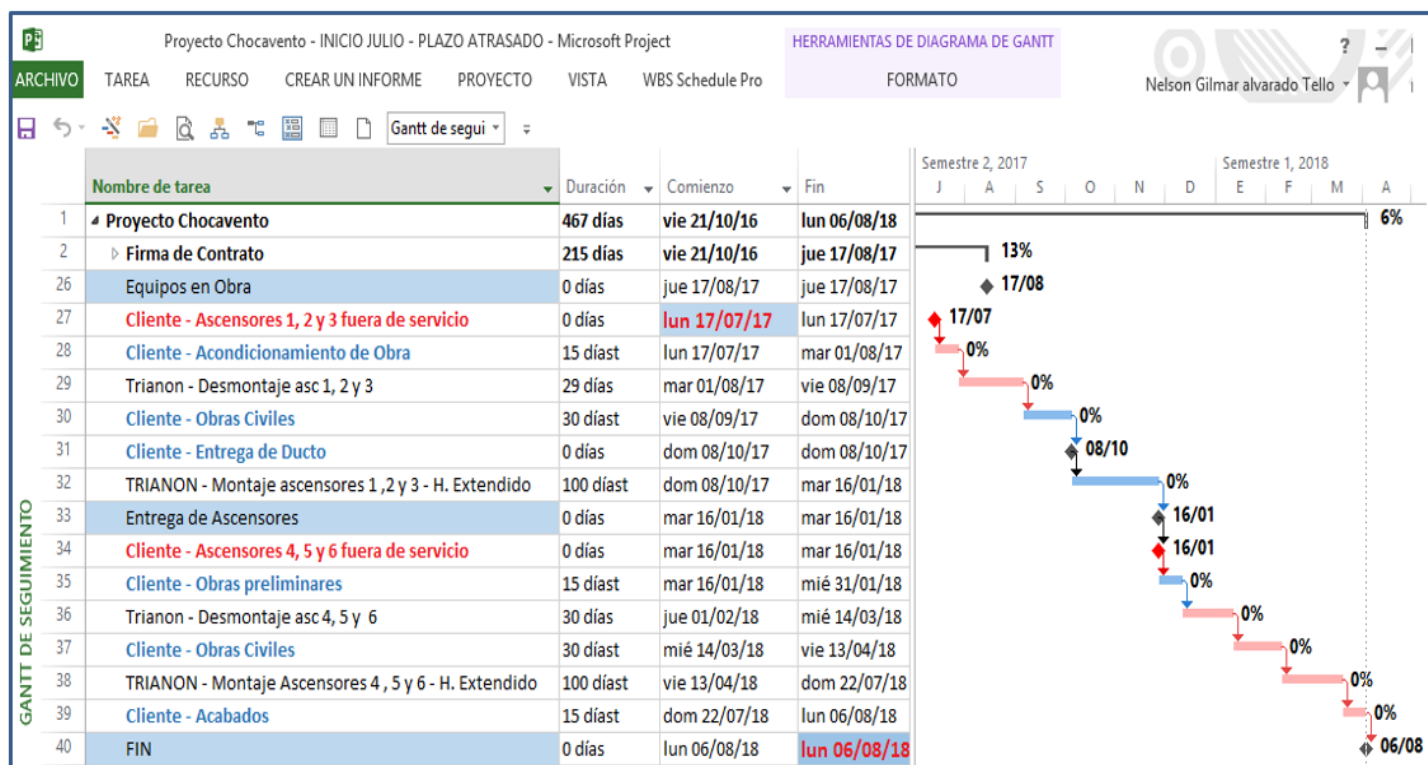 Proyecto Chocavento - INICIO JULIO - PLAZO ATRASADO - Microsoft Project
HERRAMIENTAS DE DIAGRAMA DE GANTT
?
ARCHIVO TAREA RECURSO CREAR UN INFORME PROYECTO VISTA WBS Schedule Pro FORMATO
Nelson Gilmar alvarado Tello
Gantt de segui
Semestre 2, 2017 Semestre 1, 2018
Nombre de tarea Duración Comienzo Fin J A S O N D E F M A
1 Proyecto Chocavento 467 días vie 21/10/16 lun 06/08/18 6%
2 Firma de Contrato 215 días vie 21/10/16 jue 17/08/17 13%
26 Equipos en Obra 0 días jue 17/08/17 jue 17/08/17 17/08
27 Cliente - Ascensores 1, 2 y 3 fuera de servicio 0 días lun 17/07/17 lun 17/07/17 17/07
28 Cliente - Acondicionamiento de Obra 15 díast lun 17/07/17 mar 01/08/17 0%
29 Trianon - Desmontaje asc 1, 2 y 3 29 días mar 01/08/17 vie 08/09/17 0%
30 Cliente - Obras Civiles 30 díast vie 08/09/17 dom 08/10/17 0%
31 Cliente - Entrega de Ducto 0 días dom 08/10/17 dom 08/10/17 08/10
32 TRIANON - Montaje ascensores 1 ,2 y 3 - H. Extendido 100 díast dom 08/10/17 mar 16/01/18 0%
33 Entrega de Ascensores 0 días mar 16/01/18 mar 16/01/18 16/01
34 Cliente - Ascensores 4, 5 y 6 fuera de servicio 0 días mar 16/01/18 mar 16/01/18 16/01
35 Cliente - Obras preliminares 15 díast mar 16/01/18 mié 31/01/18 0%
36 Trianon - Desmontaje asc 4, 5 y 6 30 días jue 01/02/18 mié 14/03/18 0%
37 Cliente - Obras Civiles 30 díast mié 14/03/18 vie 13/04/18 0%
38 TRIANON - Montaje Ascensores 4 , 5 y 6 - H. Extendido 100 díast vie 13/04/18 dom 22/07/18 0%
39 Cliente - Acabados 15 díast dom 22/07/18 lun 06/08/18 0%
40 FIN 0 días lun 06/08/18 lun 06/08/18 06/08
GANTT DE SEGUIMIENTO